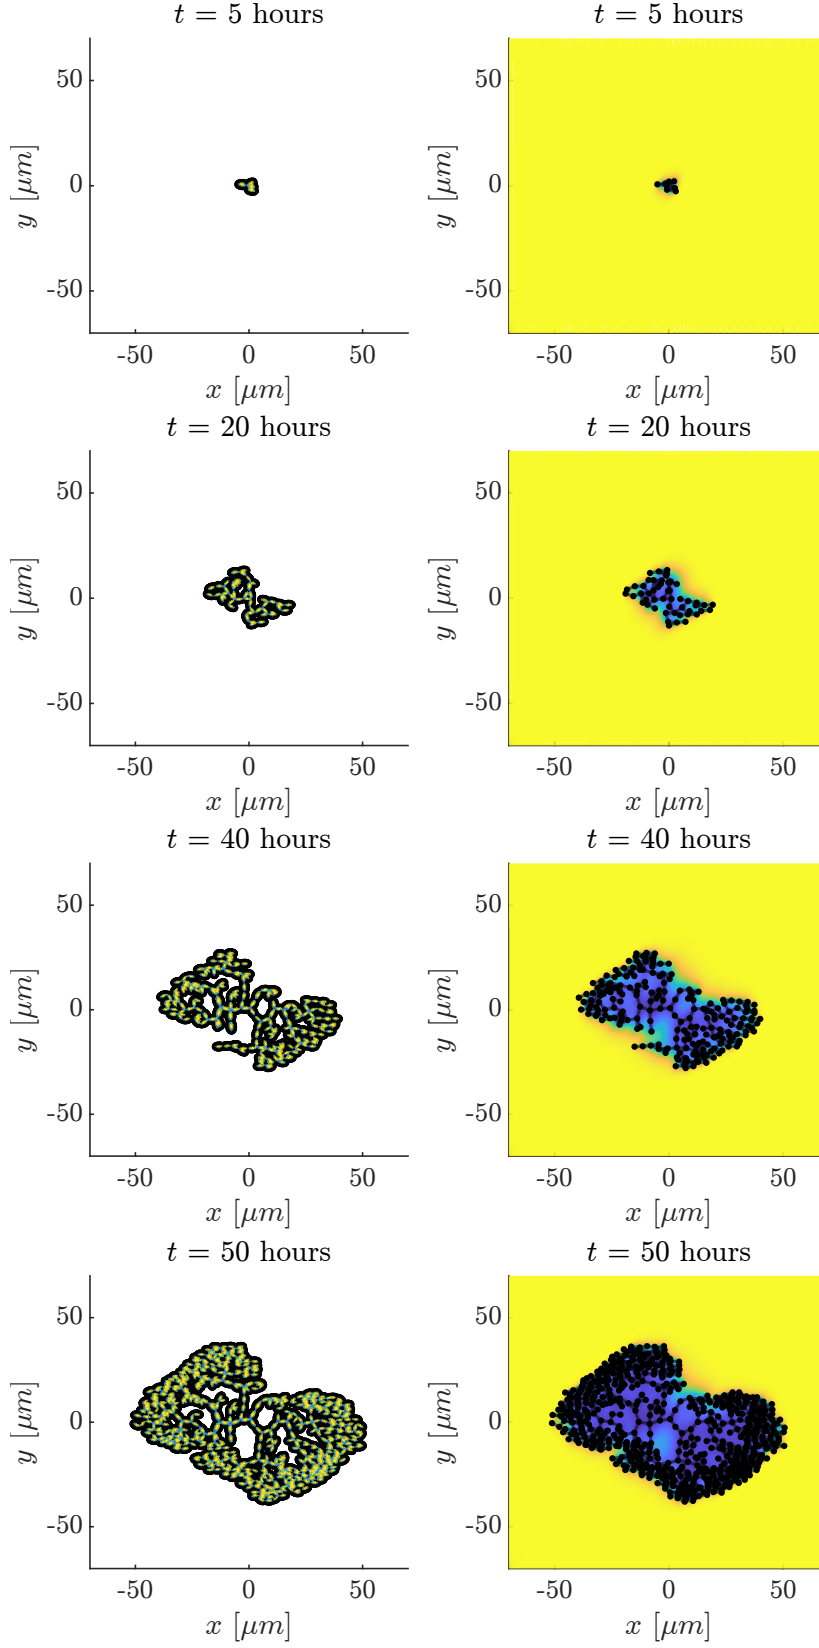 t = 5 hours
t = 5 hours
50
0
-50
y [μm]
-50 0 50
x [μm]
50
0
-50
y [μm]
-50 0 50
x [μm]
t = 20 hours
t = 20 hours
50
0
-50
y [μm]
-50 0 50
x [μm]
50
0
-50
y [μm]
-50 0 50
x [μm]
t = 40 hours
t = 40 hours
50
0
-50
y [μm]
-50 0 50
x [μm]
50
0
-50
y [μm]
-50 0 50
x [μm]
t = 50 hours
t = 50 hours
50
0
-50
y [μm]
-50 0 50
x [μm]
50
0
-50
y [μm]
-50 0 50
x [μm]